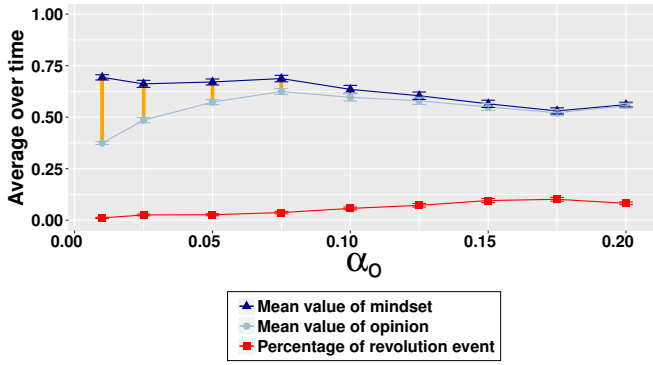 1.00
0.75
0.50
0.25
0.00
Average over time
0.00 0.05 0.10 0.15 0.20
αo
Mean value of mindset
Mean value of opinion
Percentage of revolution event